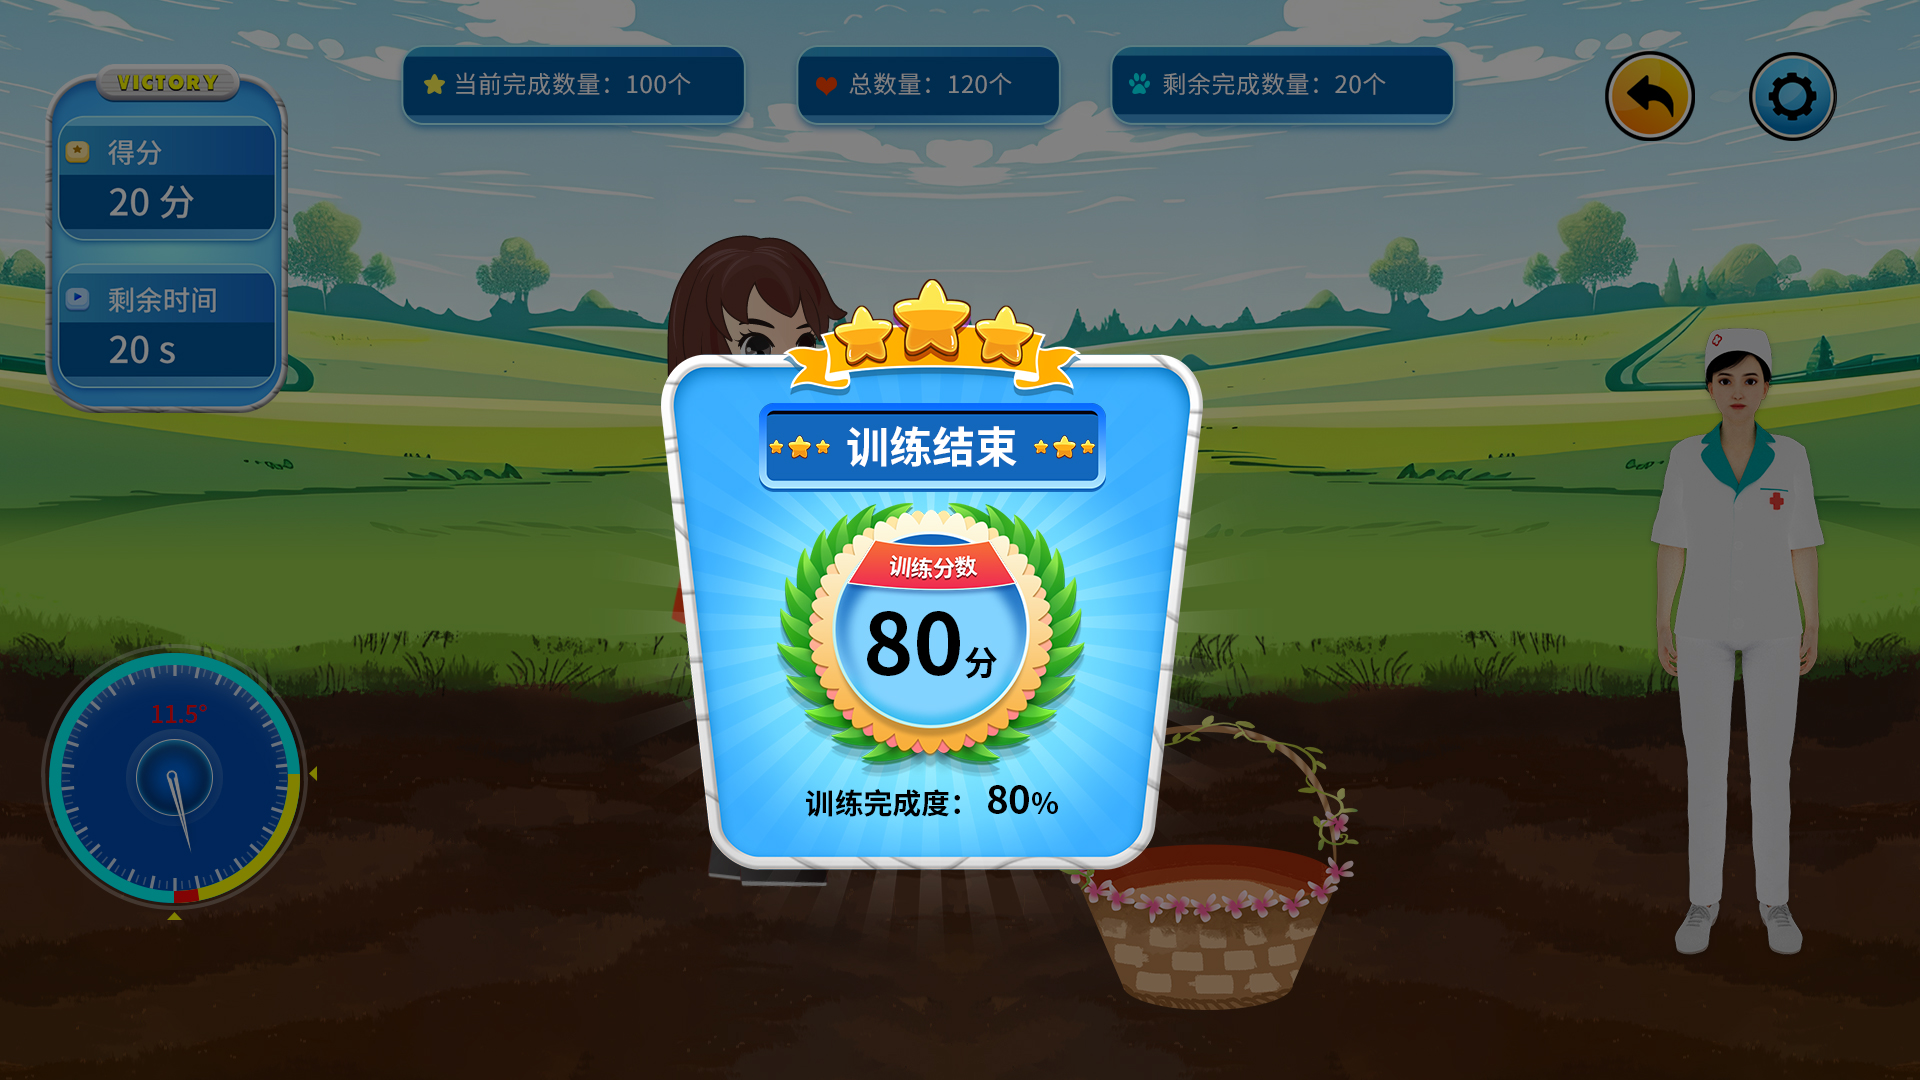 VICTORY
得分
20 分
剩余时间
20 s
当前完成数量：100个
总数量：120个
剩余完成数量：20个
训练结束
训练分数
80分
训练完成度： 80%
11.5°